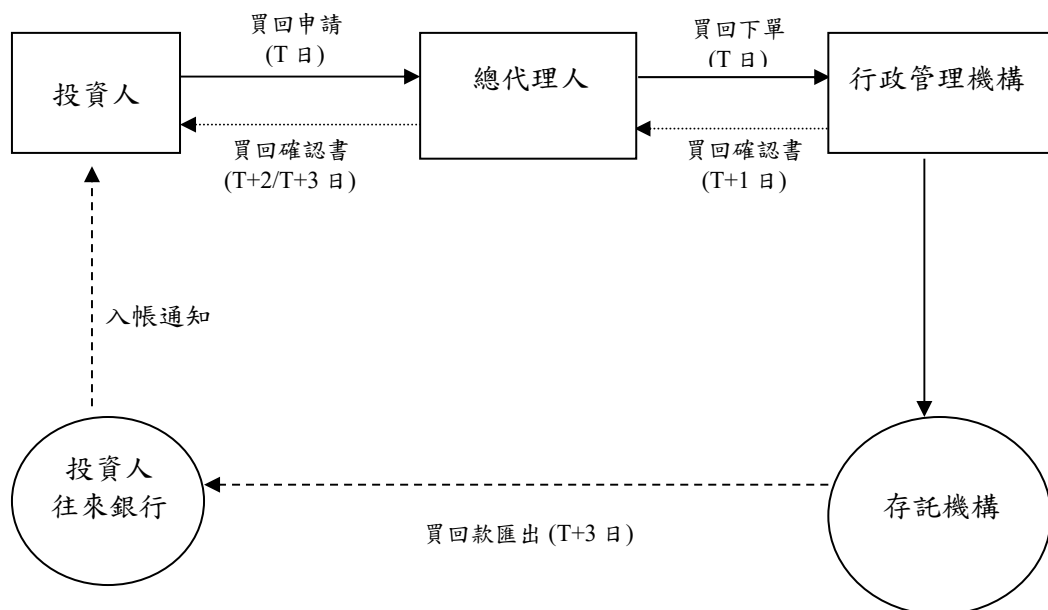 買回申請
(T 日)
買回下單
(T 日)
投資人
總代理人
行政管理機構
買回確認書
(T+2/T+3 日)
買回確認書
(T+1 日)
入帳通知
投資人
往來銀行
存託機構
買回款匯出 (T+3 日)